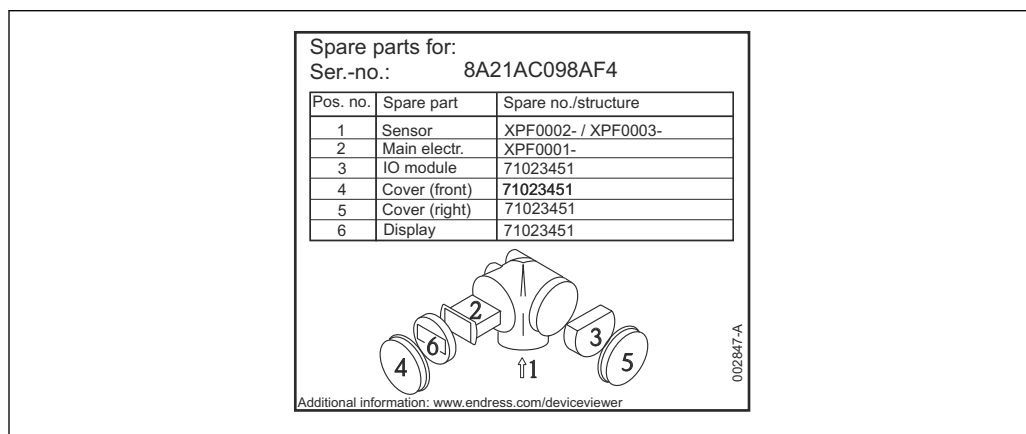 Spare parts for:
Ser.-no.: 8A21AC098AF4
Pos. no. Spare part Spare no./structure
1 Sensor XPF0002- / XPF0003-
2 Main electr. XPF0001-
3 IO module 71023451
4 Cover (front) 71023451
5 Cover (right) 71023451
6 Display 71023451
2
6
4
3
5
⇧1
002847-A
Additional information: www.endress.com/deviceviewer